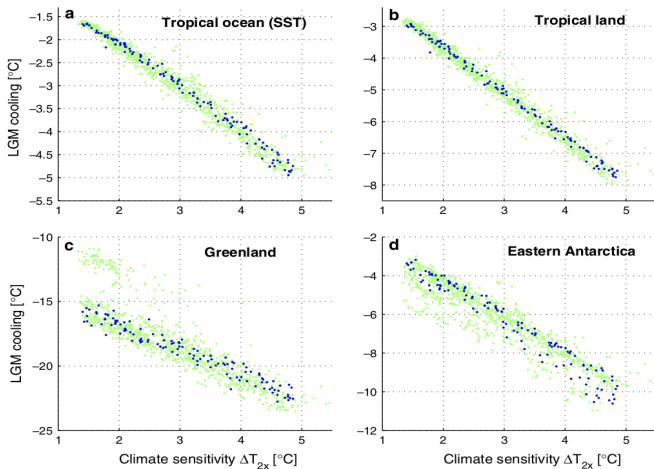 a
Tropical ocean (SST)
LGM cooling [°C]
−1.5
−2
−2.5
−3
−3.5
−4
−4.5
−5
−5.5
1 2 3 4 5
b
Tropical land
−3
−4
−5
−6
−7
−8
1 2 3 4 5
c
Greenland
LGM cooling [°C]
−10
−15
−20
−25
1 2 3 4 5
Climate sensitivity ΔT2x [°C]
d
Eastern Antarctica
−2
−4
−6
−8
−10
−12
1 2 3 4 5
Climate sensitivity ΔT2x [°C]